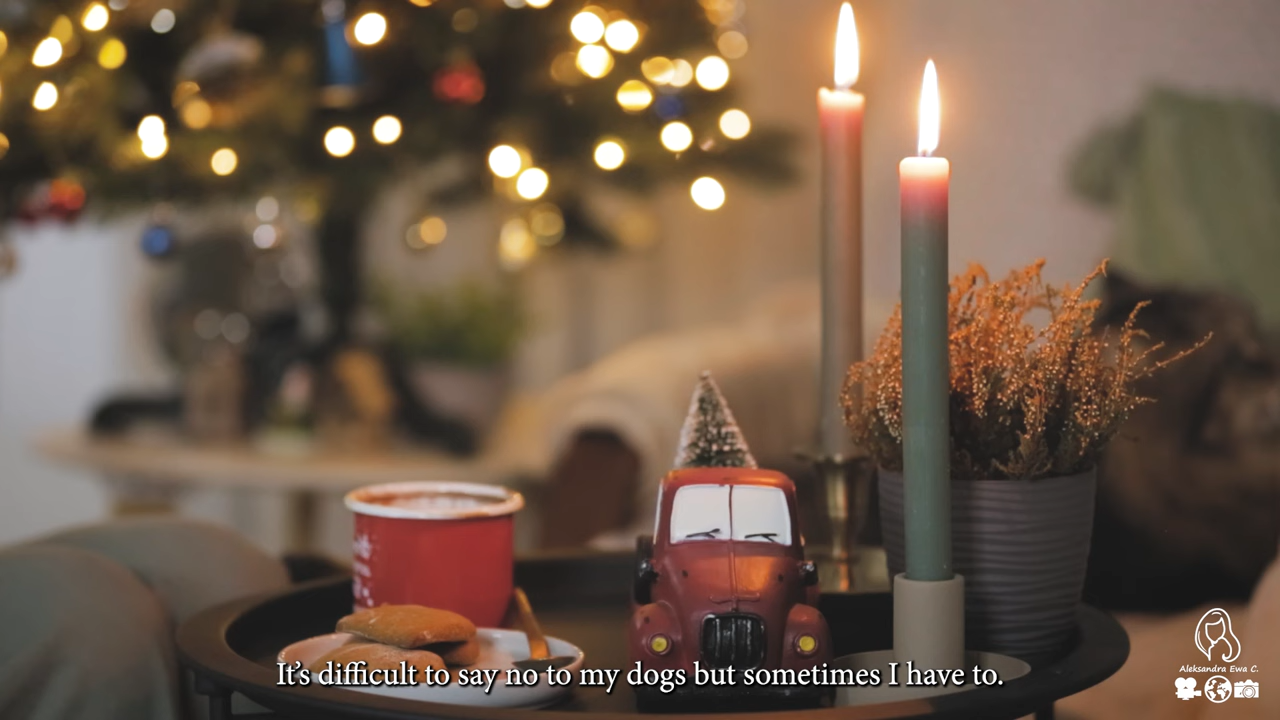 It's difficult to say no to my dogs but sometimes I have to.
Aleksandra Ewa C.